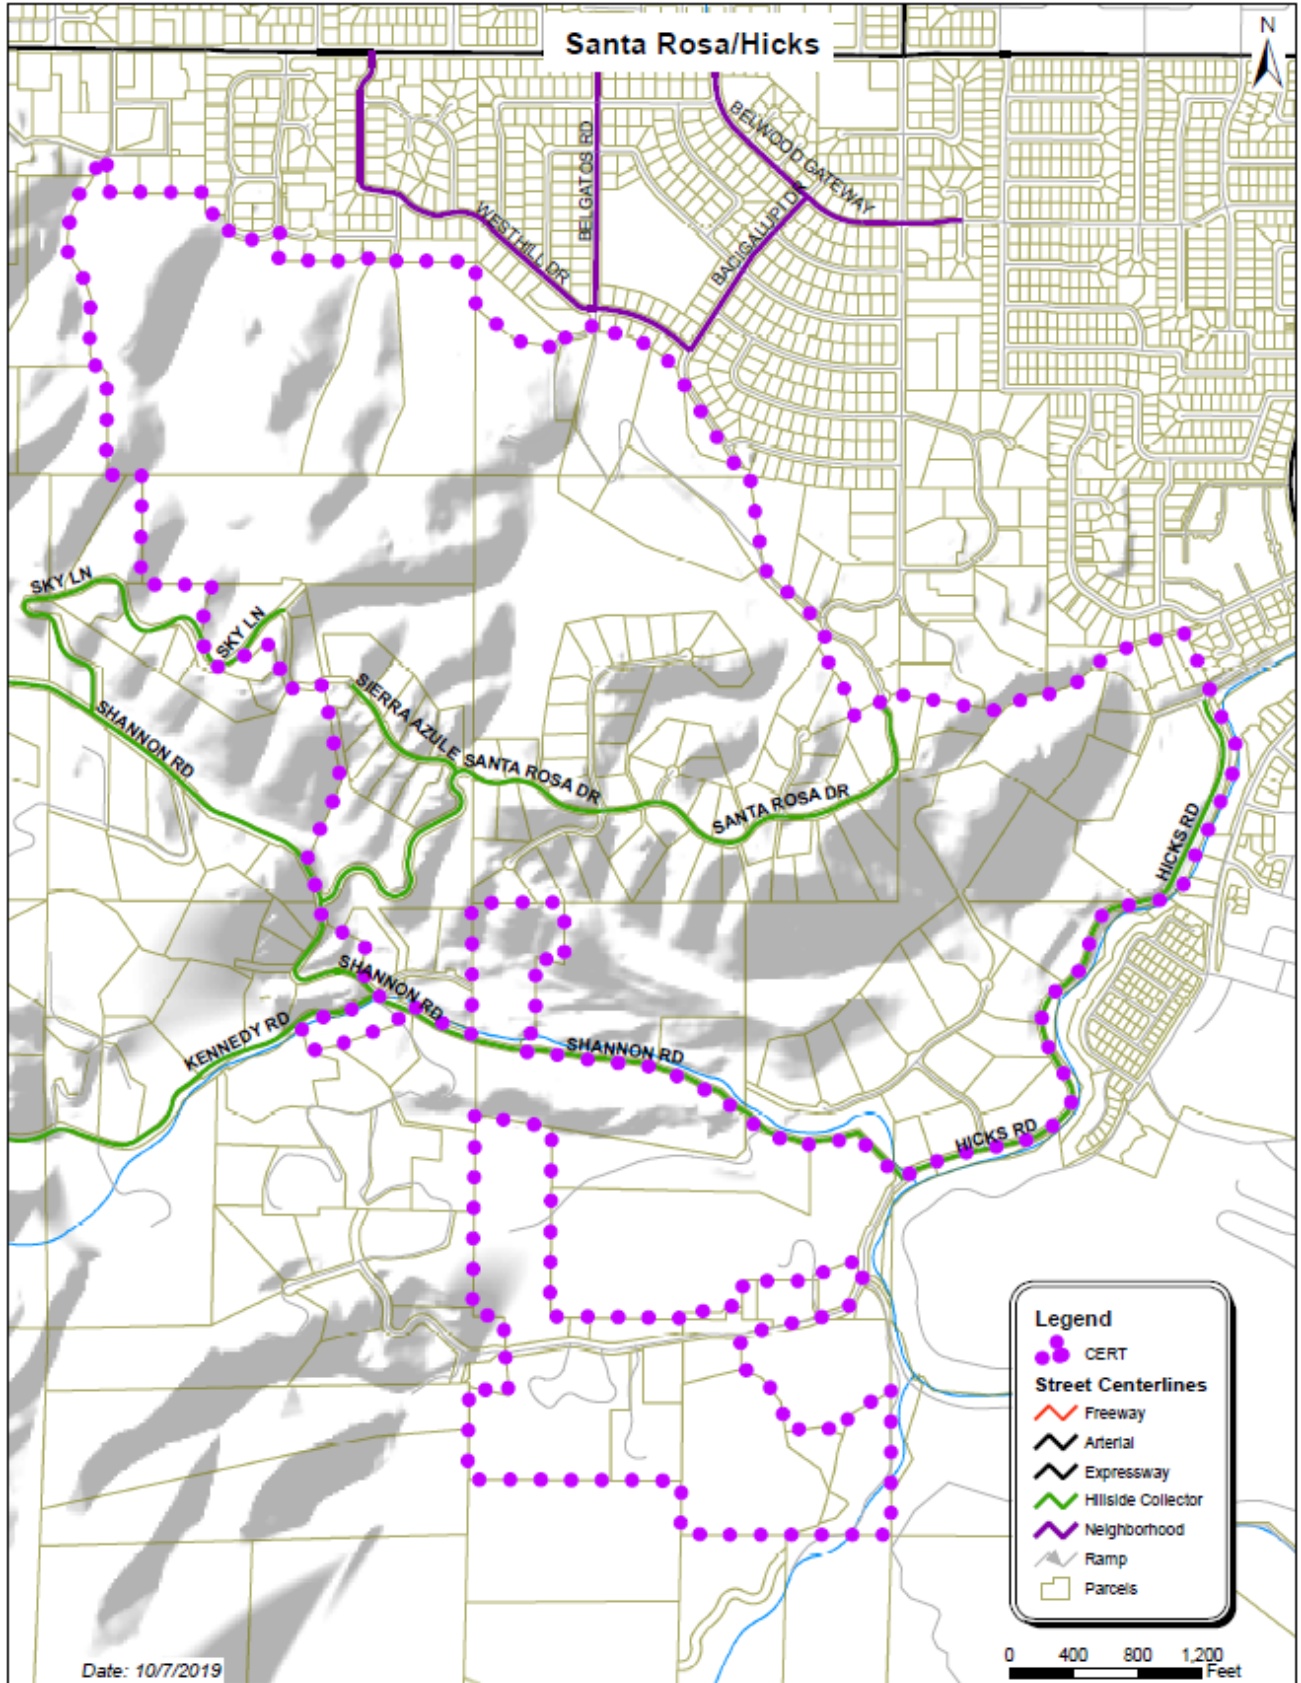 Santa Rosa/Hicks
N
BELWOOD GATEWAY
BELGATOS RD
BACIGALUPI DR
WESTHILL DR
SKY LN
SKY LN
SIERRA AZULE
SHANNON RD
SANTA ROSA DR
SANTA ROSA DR
HICKS RD
SHANNON RD
KENNEDY RD
SHANNON RD
HICKS RD
Legend
CERT
Street Centerlines
Freeway
Arterial
Expressway
Hillside Collector
Neighborhood
Ramp
Parcels
0 400 800 1,200
Feet
Date: 10/7/2019